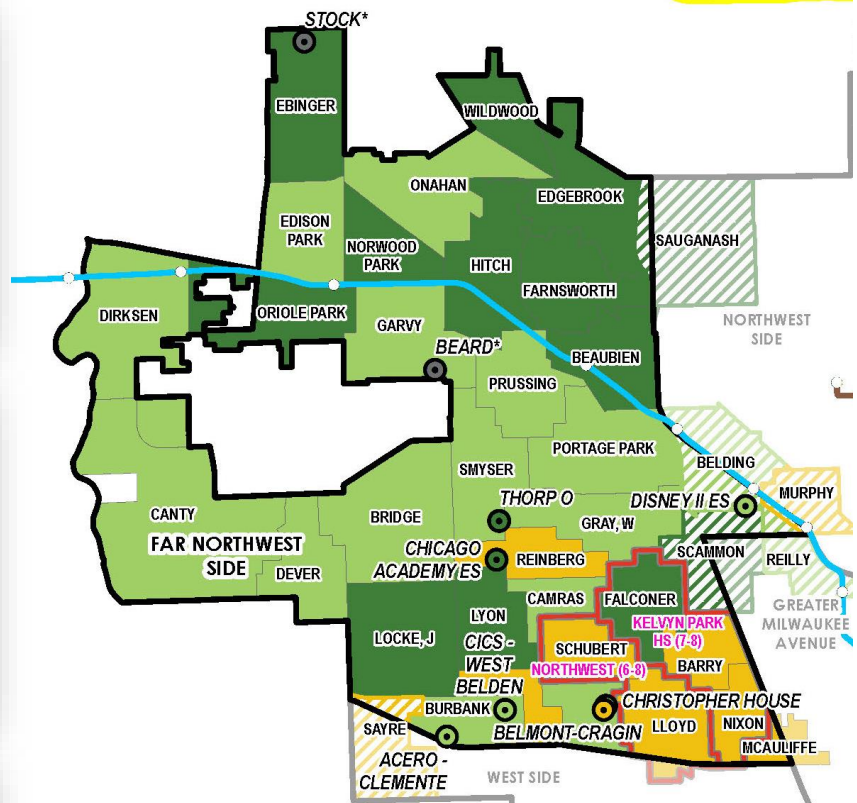 STOCK*
EBINGER
WILDWOOD
ONAHAN
EDGEBROOK
EDISON
PARK
SAUGANASH
NORWOOD
PARK
HITCH
FARNSWORTH
DIRKSEN
ORIOLE PARK
GARVY
NORTHWEST
SIDE
BEARD*
BEAUBIEN
PRUSSING
PORTAGE PARK
BELDING
SMYSER
MURPHY
THORP O
DISNEY II ES
CANTY
BRIDGE
GRAY, W
FAR NORTHWEST
SIDE
CHICAGO
ACADEMY ES
REINBERG
SCAMMON
REILLY
DEVER
CAMRAS
FALCONER
GREATER
MILWAUKEE
AVENUE
LYON
LOCKE, J
KELVYN PARK
HS (7-8)
CICS -
WEST
BELDEN
SCHUBERT
NORTHWEST (6-8)
BARRY
BURBANK
CHRISTOPHER HOUSE
SAYRE
BELMONT-CRAGIN
LLOYD
NIXON
MCAULIFFE
ACERO -
CLEMENTE
WEST SIDE